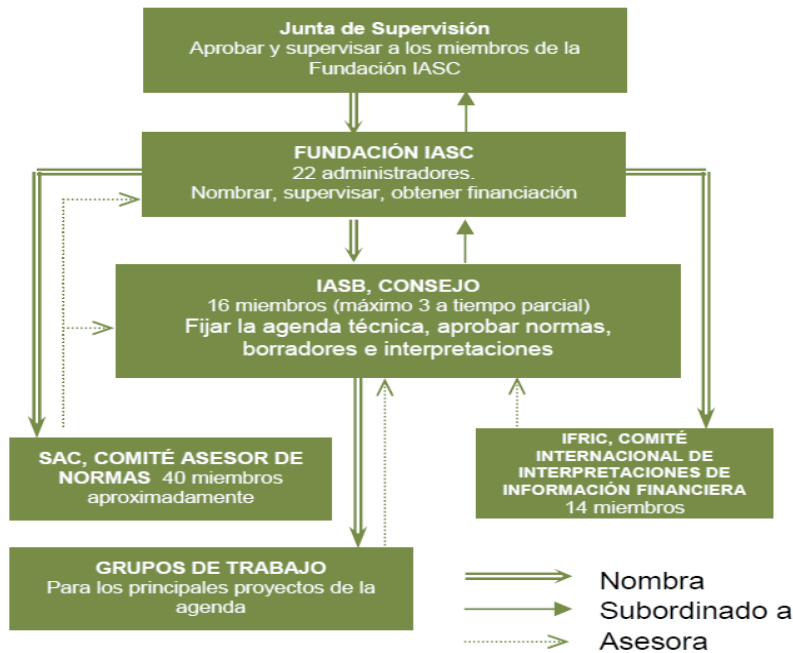 Junta de Supervisión
Aprobar y supervisar a los miembros de la
Fundación IASC
FUNDACIÓN IASC
22 administradores.
Nombrar, supervisar, obtener financiación
IASB, CONSEJO
16 miembros (máximo 3 a tiempo parcial)
Fijar la agenda técnica, aprobar normas,
borradores e interpretaciones
SAC, COMITÉ ASESOR DE
NORMAS 40 miembros
aproximadamente
IFRIC, COMITÉ
INTERNACIONAL DE
INTERPRETACIONES DE
INFORMACIÓN FINANCIERA
14 miembros
GRUPOS DE TRABAJO
Para los principales proyectos de la
agenda
Nombra
Subordinado a
Asesora